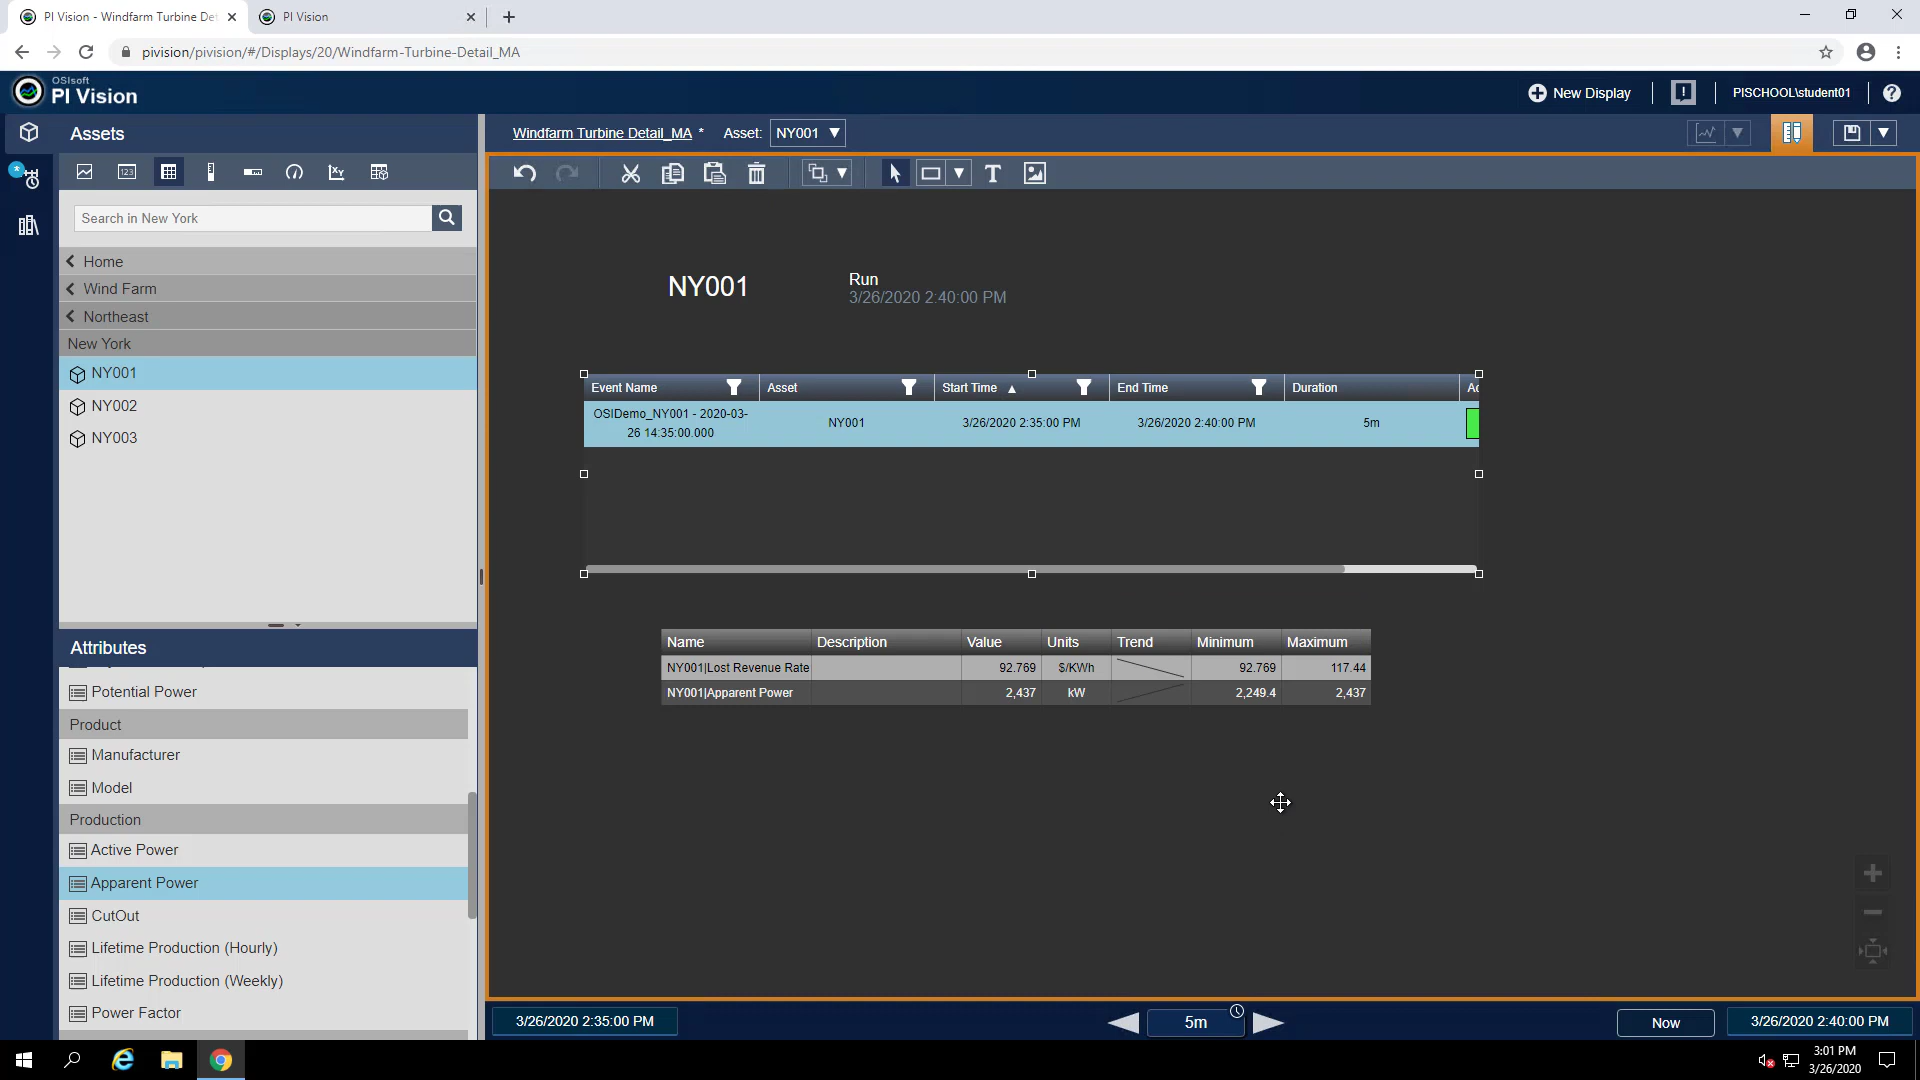 PI Vision - Windfarm Turbine Det
PI Vision
pivision/pivision/#/Displays/20/Windfarm-Turbine-Detail_MA
OSIsoft
PI Vision
New Display
PISCHOOL\student01
Assets
Windfarm Turbine Detail_MA *
Asset:
NY001
123
Search in New York
Home
Wind Farm
Northeast
New York
NY001
NY002
NY003
Attributes
Potential Power
Product
Manufacturer
Model
Production
Active Power
Apparent Power
CutOut
Lifetime Production (Hourly)
Lifetime Production (Weekly)
Power Factor
NY001
Run
3/26/2020 2:40:00 PM
Event Name Asset Start Time End Time Duration
OSIDemo_NY001 - 2020-03-
26 14:35:00.000
NY001 3/26/2020 2:35:00 PM 3/26/2020 2:40:00 PM 5m
Name Description Value Units Trend Minimum Maximum
NY001|Lost Revenue Rate 92.769 $/KWh 92.769 117.44
NY001|Apparent Power 2,437 kW 2,249.4 2,437
3/26/2020 2:35:00 PM
5m
Now
3/26/2020 2:40:00 PM
3:01 PM
3/26/2020